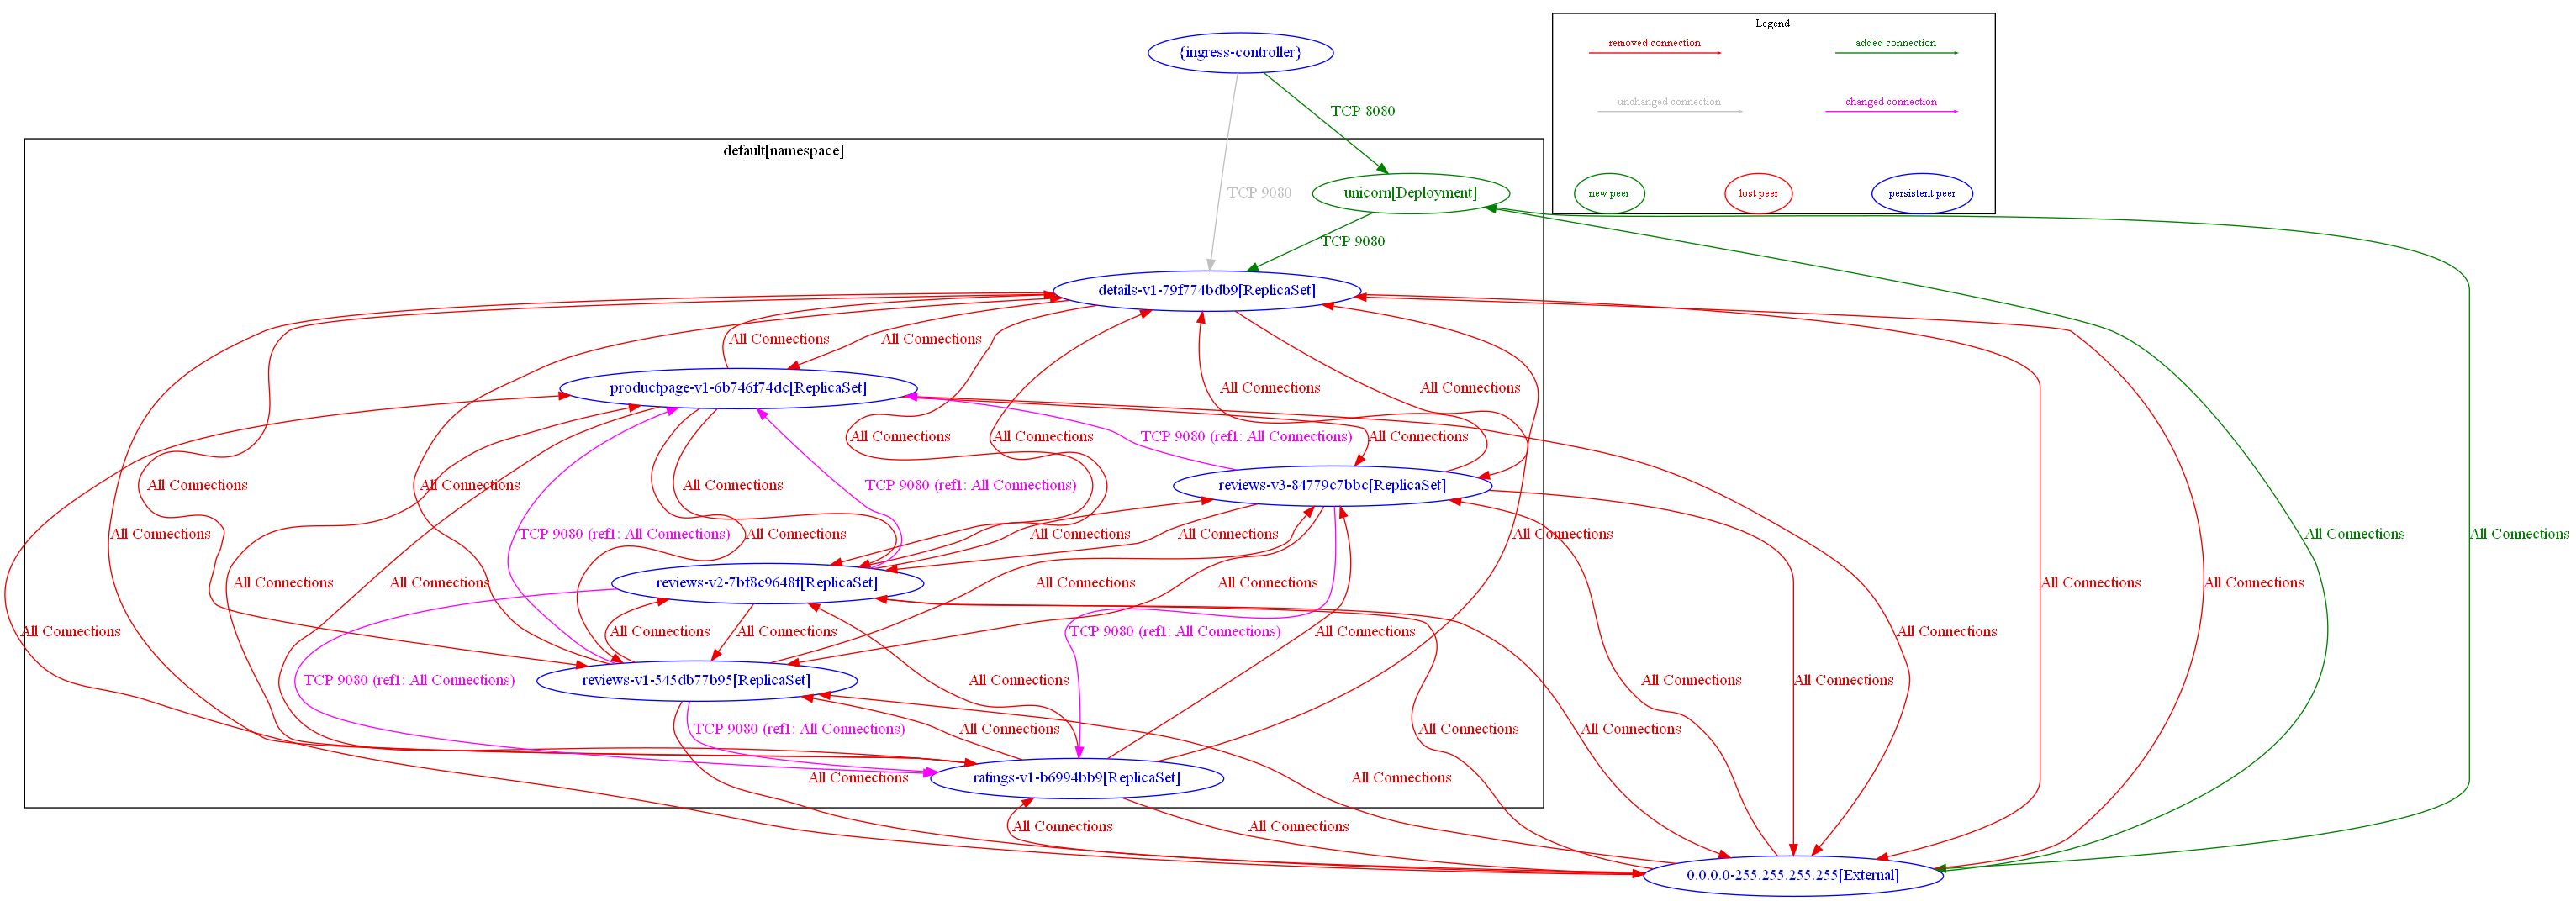 Legend
removed connection
added connection
unchanged connection
changed connection
new peer
lost peer
persistent peer
{ingress-controller}
TCP 8080
default[namespace]
TCP 9080
unicorn[Deployment]
TCP 9080
details-v1-79f774bdb9[ReplicaSet]
All Connections
All Connections
productpage-v1-6b746f74dc[ReplicaSet]
All Connections
All Connections
All Connections
All Connections
TCP 9080 (ref1: All Connections)
All Connections
All Connections
All Connections
All Connections
TCP 9080 (ref1: All Connections)
reviews-v3-84779c7bbc[ReplicaSet]
All Connections
TCP 9080 (ref1: All Connections)
All Connections
All Connections
All Connections
All Connections
All Connections
All Connections
All Connections
All Connections
reviews-v2-7bf8c9648f[ReplicaSet]
All Connections
All Connections
All Connections
All Connections
All Connections
All Connections
All Connections
TCP 9080 (ref1: All Connections)
All Connections
All Connections
TCP 9080 (ref1: All Connections)
reviews-v1-545db77b95[ReplicaSet]
All Connections
All Connections
All Connections
TCP 9080 (ref1: All Connections)
All Connections
All Connections
All Connections
All Connections
ratings-v1-b6994bb9[ReplicaSet]
All Connections
All Connections
All Connections
0.0.0.0-255.255.255.255[External]